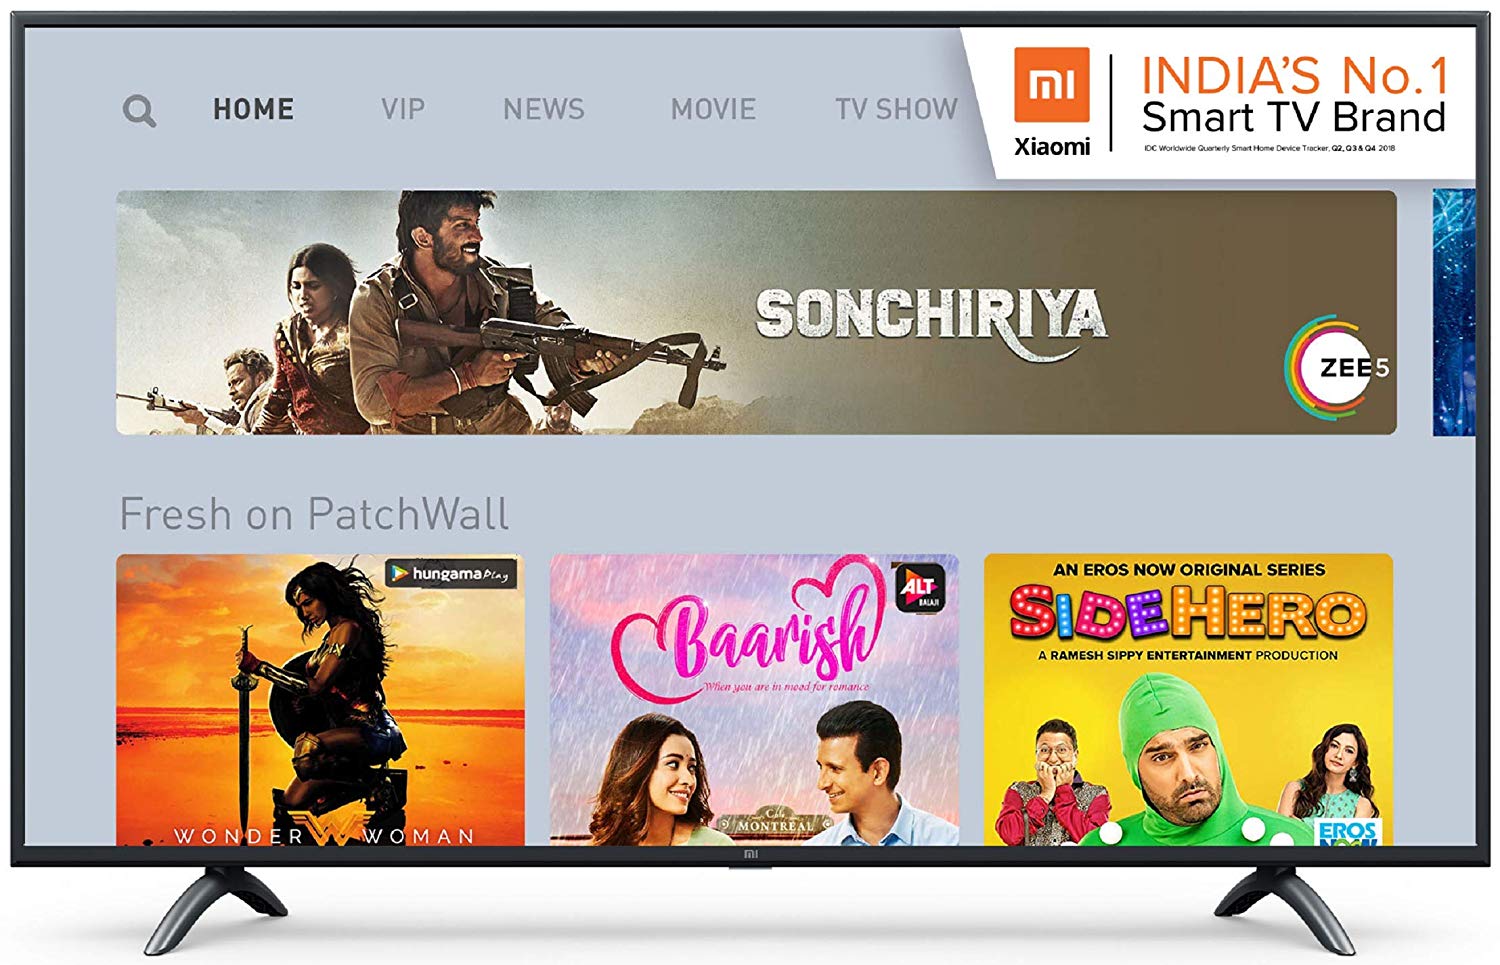 HOME VIP NEWS MOVIE TV SHOW
mi
Xiaomi
INDIA'S No.1
Smart TV Brand
IDC Worldwide Quarterly Smart Home Device Tracker, Q2, Q3 & Q4 2018
SONCHIRIYA
ZEE5
Fresh on PatchWall
hungama play
WONDER WOMAN
ALT
BALAJI
Baarish
When you are in mood for romance
Cafe
MONTREAL
AN EROS NOW ORIGINAL SERIES
SIDEHERO
A RAMESH SIPPY ENTERTAINMENT PRODUCTION
EROS
NOW
mi